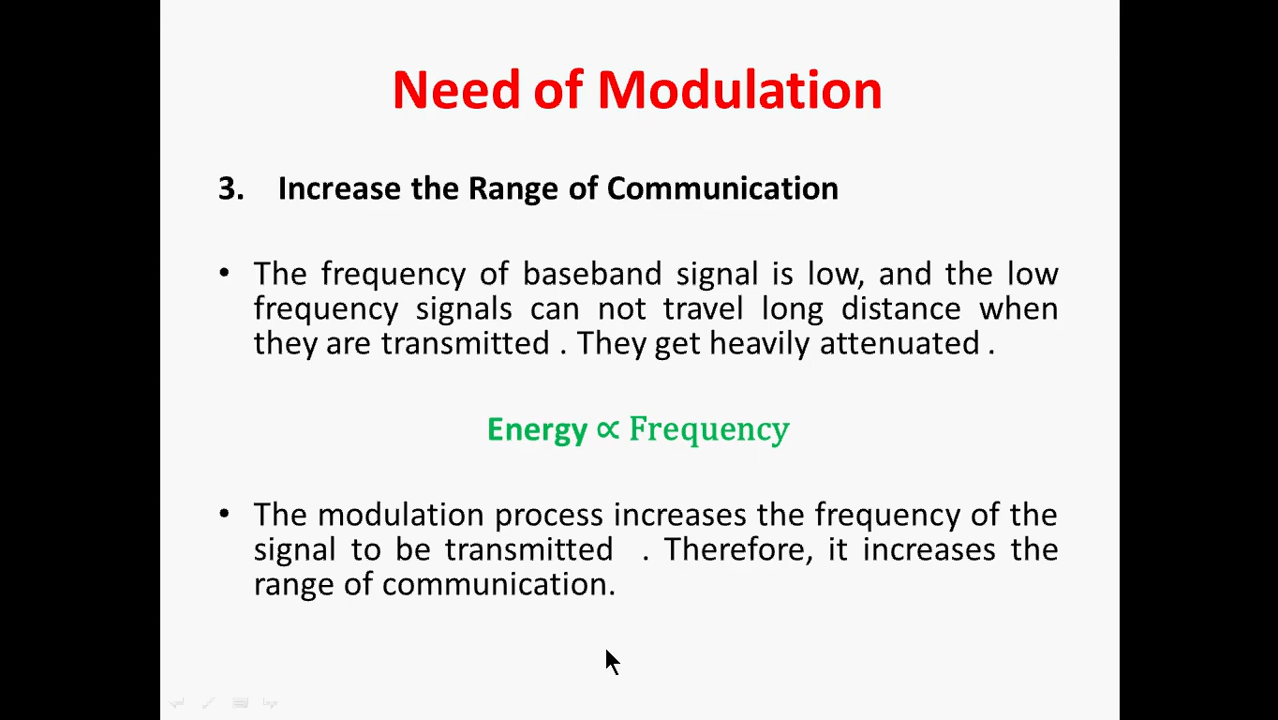 Need of Modulation
3. Increase the Range of Communication
• The frequency of baseband signal is low, and the low
frequency signals can not travel long distance when
they are transmitted . They get heavily attenuated .
Energy ∝ Frequency
• The modulation process increases the frequency of the
signal to be transmitted . Therefore, it increases the
range of communication.